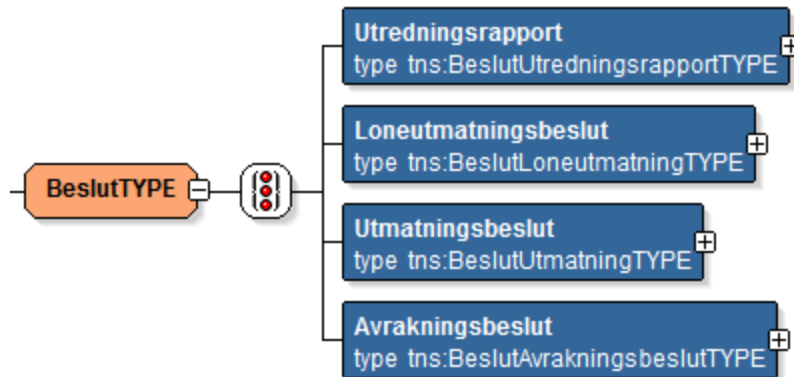 Utredningsrapport
type tns:BeslutUtredningsrapportTYPE
Loneutmatningsbeslut
type tns:BeslutLoneutmatningTYPE
BeslutTYPE
Utmatningsbeslut
type tns:BeslutUtmatningTYPE
Avrakningsbeslut
type tns:BeslutAvrakningsbeslutTYPE